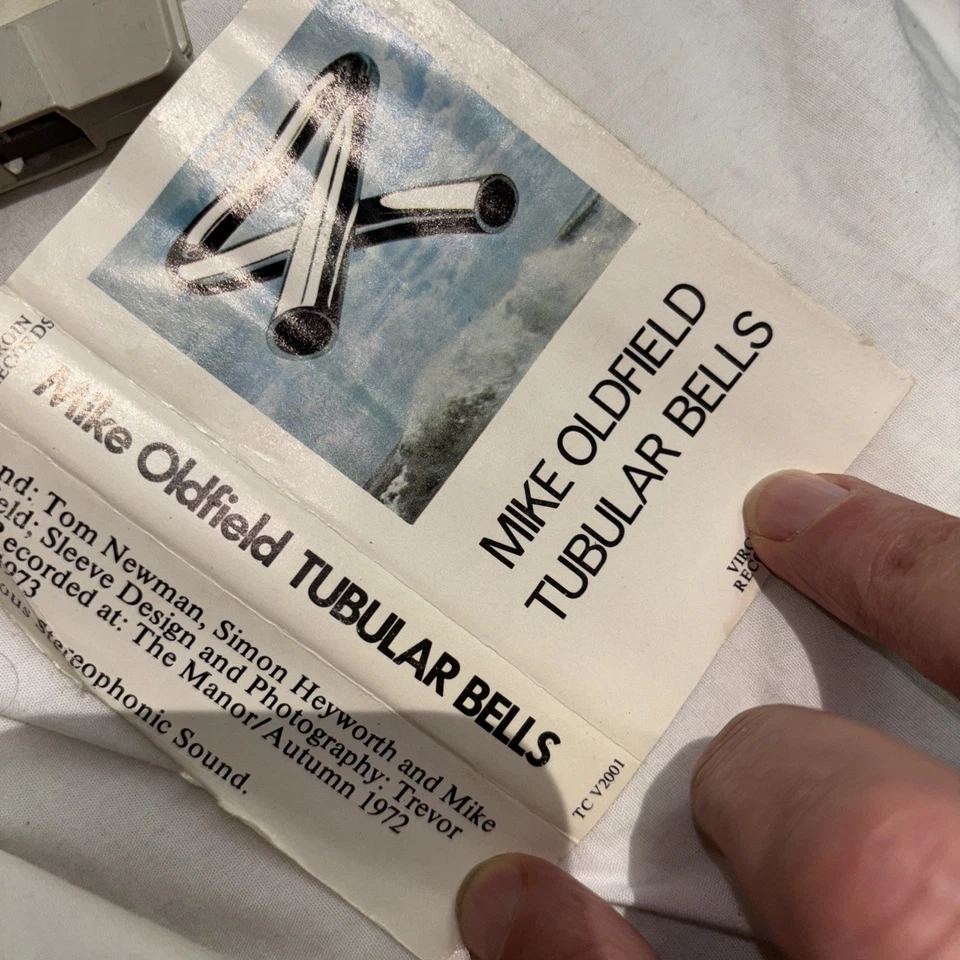 MIKE OLDFIELD
TUBULAR BELLS
Mike Oldfield TUBULAR BELLS
TC V2001
Tom Newman, Simon Heyworth and Mike
Sleeve Design and Photography: Trevor
Recorded at: The Manor/Autumn 1972
1973
Stereophonic Sound.